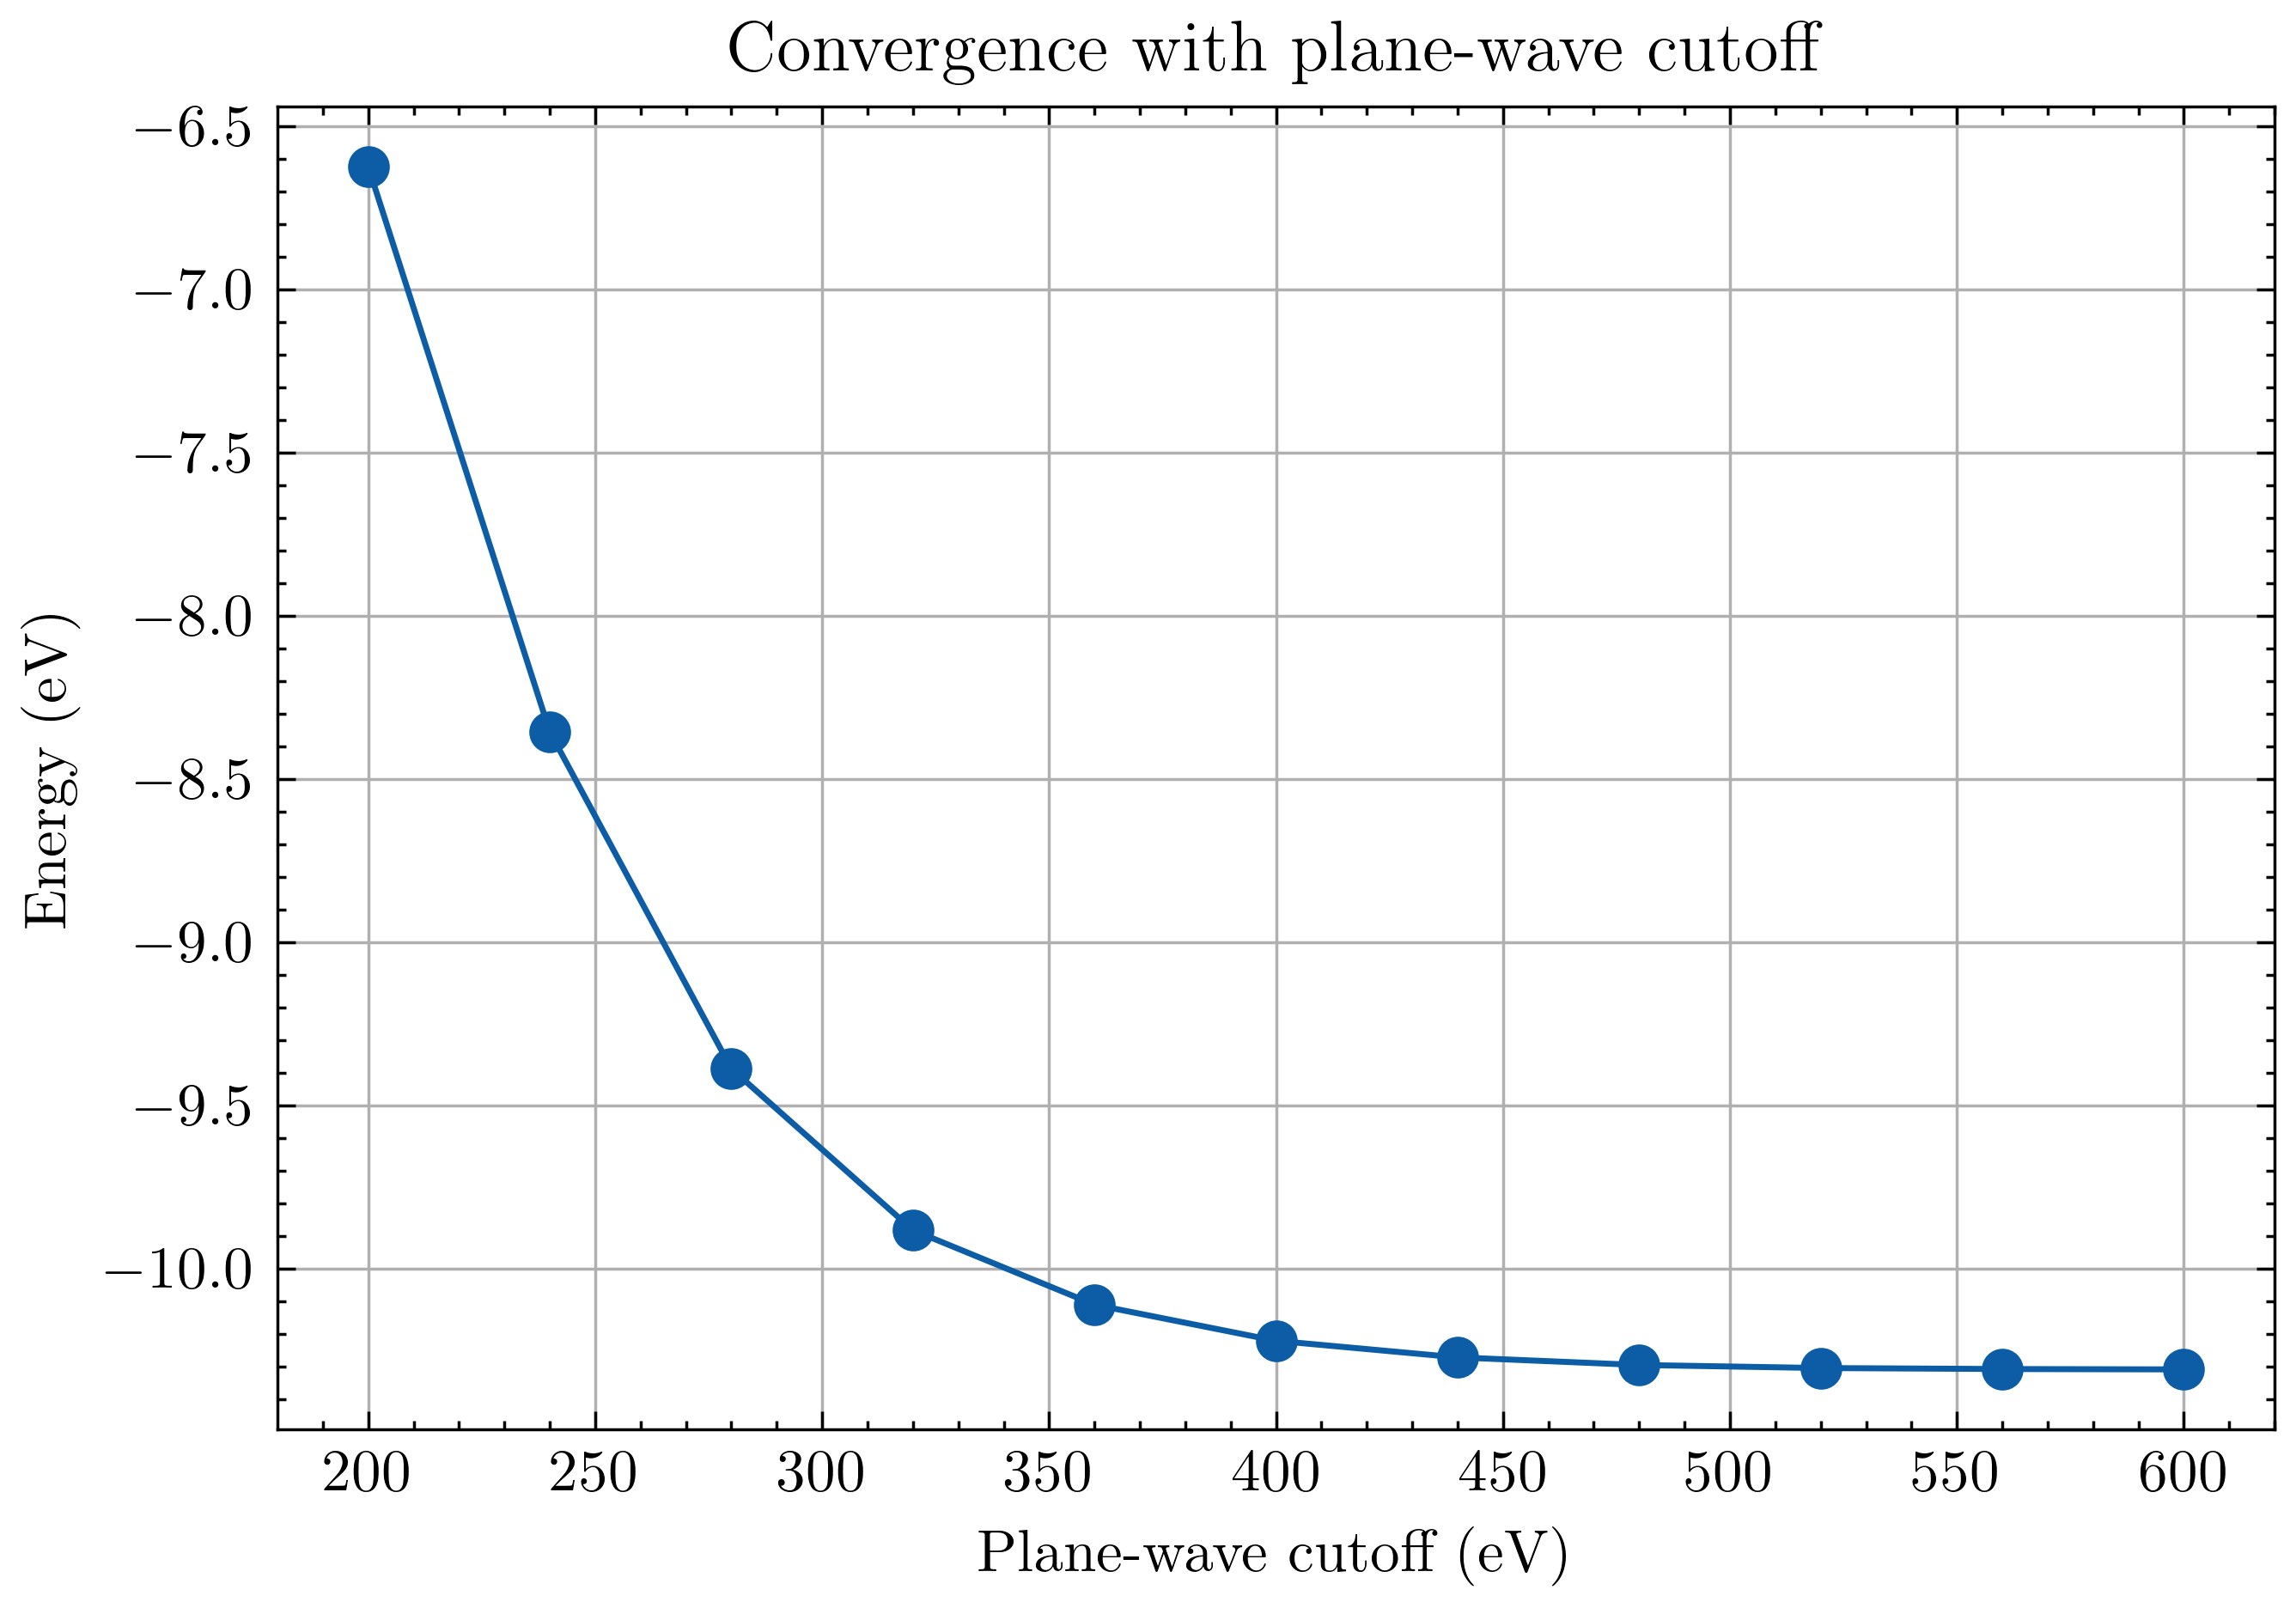 Convergence with plane-wave cutoff
−6.5
−7.0
−7.5
−8.0
−8.5
−9.0
−9.5
−10.0
Energy (eV)
200 250 300 350 400 450 500 550 600
Plane-wave cutoff (eV)